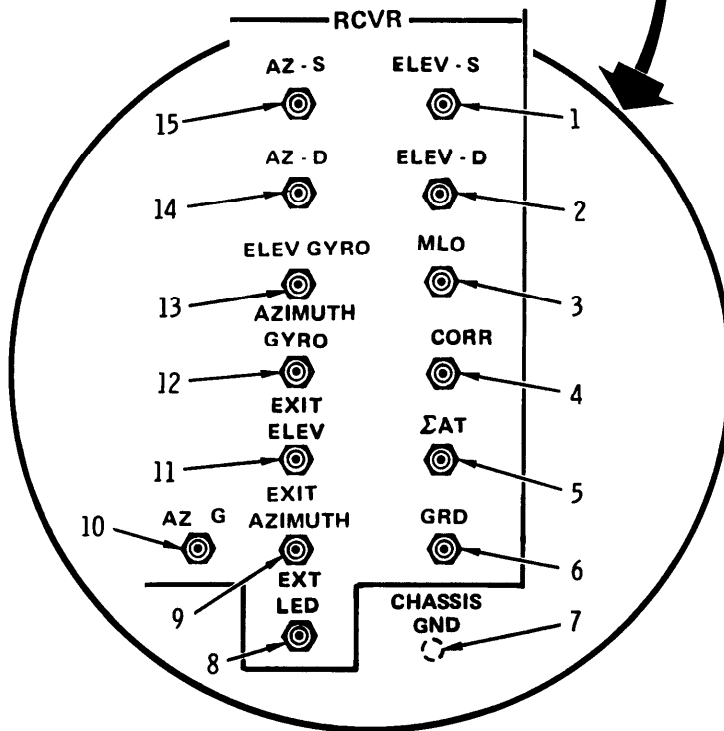 RCVR
AZ - S ELEV - S
15 1
AZ - D ELEV - D
14 2
ELEV GYRO MLO
13 3
AZIMUTH
GYRO CORR
12 4
EXIT
ELEV ΣAT
11 5
EXIT
AZ G AZIMUTH GRD
10 6
9
EXT
LED CHASSIS
GND
8 7